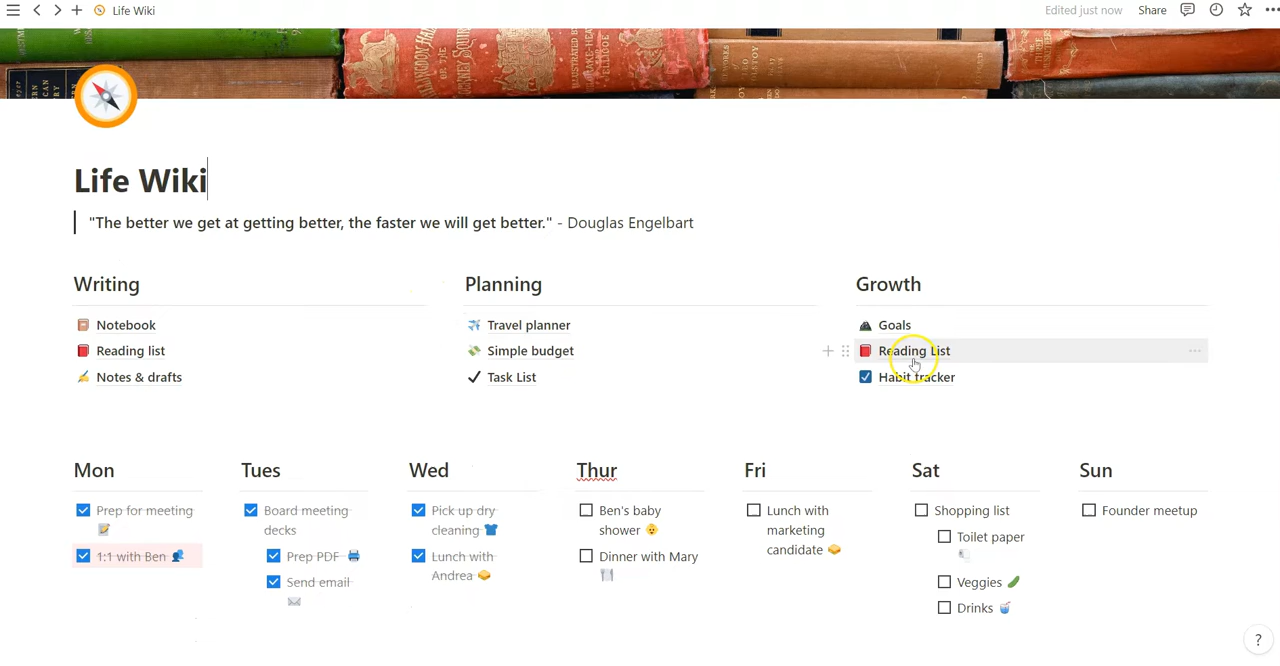 Life Wiki
Edited just now Share
Life Wiki
"The better we get at getting better, the faster we will get better." - Douglas Engelbart
Writing
Notebook
Reading list
Notes & drafts
Planning
Travel planner
Simple budget
Task List
Growth
Goals
Reading List
Habit tracker
Mon
Prep for meeting
1:1 with Ben
Tues
Board meeting
decks
Prep PDF
Send email
Wed
Pick up dry
cleaning
Lunch with
Andrea
Thur
Ben's baby
shower
Dinner with Mary
Fri
Lunch with
marketing
candidate
Sat
Shopping list
Toilet paper
Veggies
Drinks
Sun
Founder meetup
?